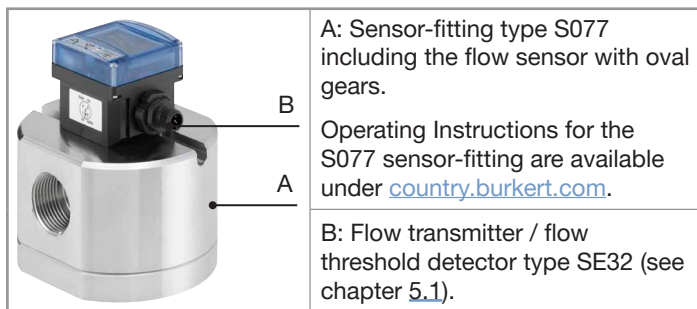 B
A
A: Sensor-fitting type S077
including the flow sensor with oval
gears.
Operating Instructions for the
S077 sensor-fitting are available
under country.burkert.com.
B: Flow transmitter / flow
threshold detector type SE32 (see
chapter 5.1).